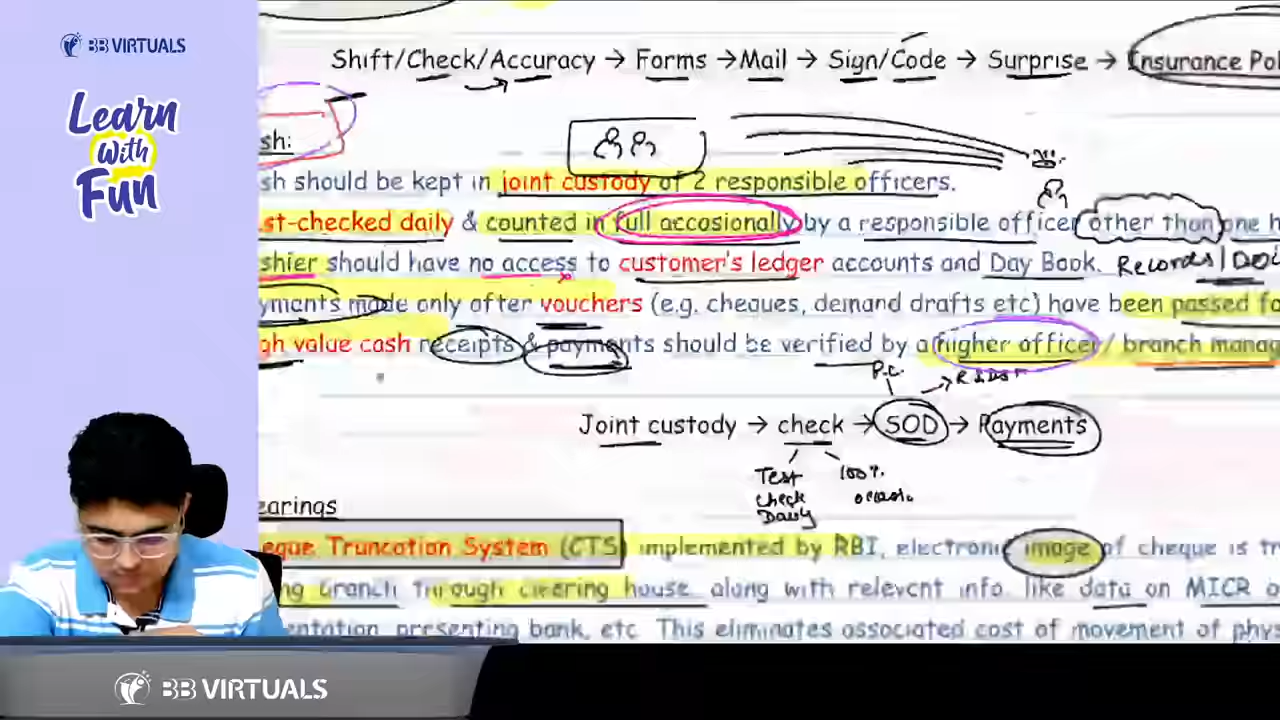 BB VIRTUALS
Learn
With
Fun
Shift/Check/Accuracy → Forms →Mail → Sign/Code → Surprise → Insurance Pol
sh:
sh should be kept in joint custody of 2 responsible officers.
st-checked daily & counted in full accosionally by a responsible officer other than one h
shier should have no access to customer's ledger accounts and Day Book. Records/
yments made only after vouchers (e.g. cheques, demand drafts etc) have been passed fo
gh value cash receipts & payments should be verified by a higher officer/ branch manag
P.C.
Joint custody → check → SOD → Payments
Test 100%
Check
Daily
earings
eque Truncation System (CTS) implemented by RBI, electronic image of cheque is tr
ng branch through clearing house along with relevent info. like data on MICR
entation, presenting bank, etc. This eliminates associated cost of movement of phys
BB VIRTUALS